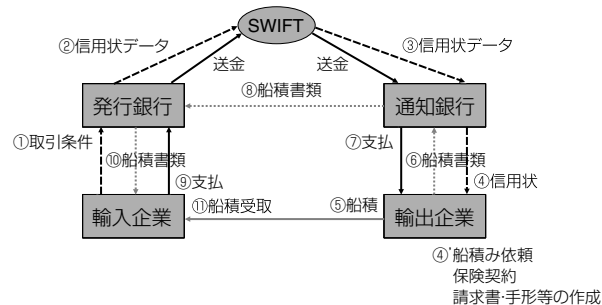 SWIFT
②信用状データ
③信用状データ
送金
送金
⑧船積書類
発行銀行
通知銀行
①取引条件
⑩船積書類
⑨支払
⑦支払
⑥船積書類
④信用状
輸入企業
⑪船積受取
⑤船積
輸出企業
④'船積み依頼
保険契約
請求書・手形等の作成